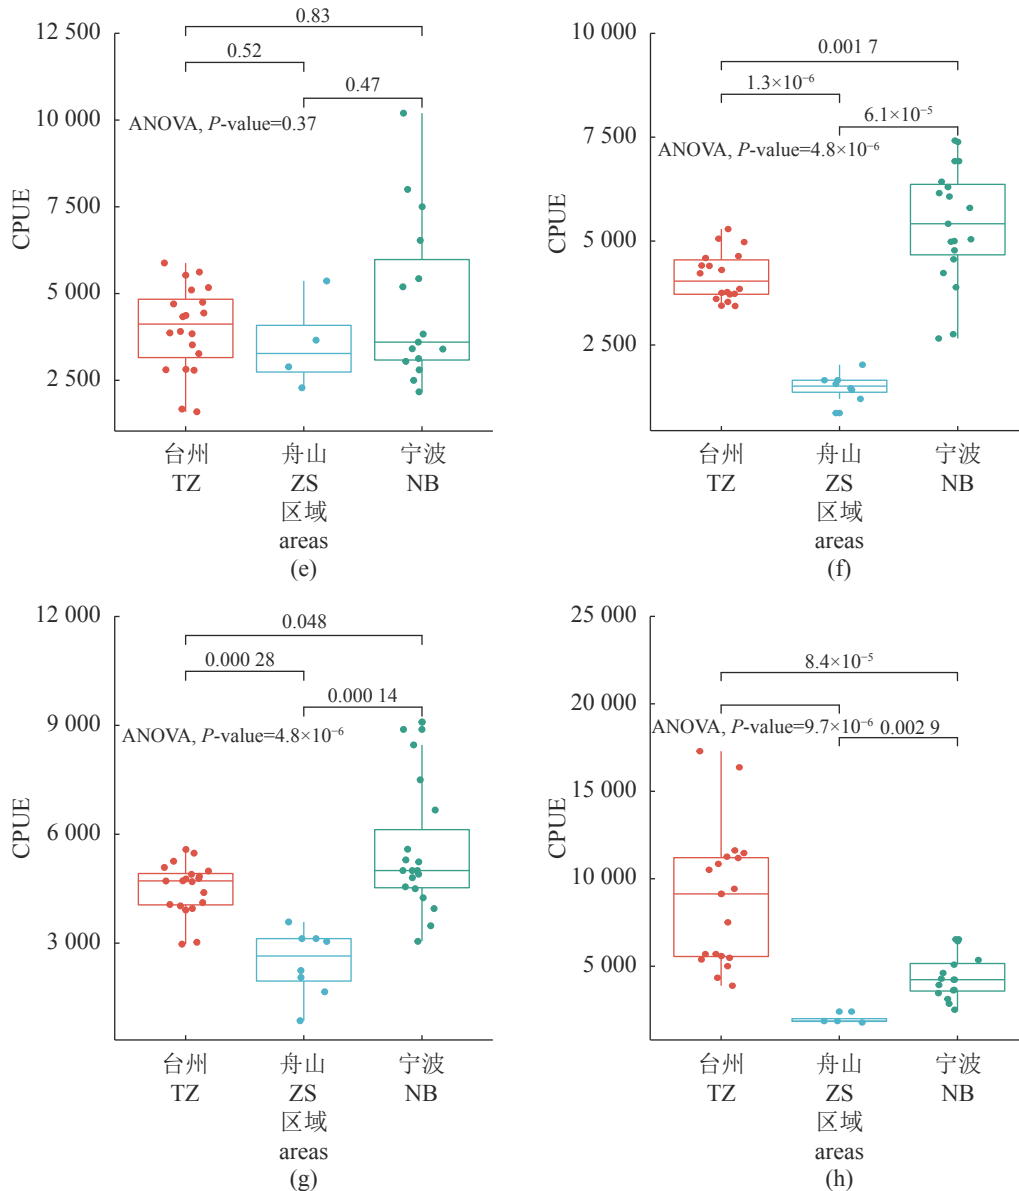 12 500
10 000
7 500
5 000
2 500
CPUE
0.83
0.52
0.47
ANOVA, P-value=0.37
台州
TZ
舟山
ZS
宁波
NB
区域
areas
(e)
10 000
7 500
5 000
2 500
CPUE
0.001 7
1.3×10⁻⁶
6.1×10⁻⁵
ANOVA, P-value=4.8×10⁻⁶
台州
TZ
舟山
ZS
宁波
NB
区域
areas
(f)
12 000
9 000
6 000
3 000
CPUE
0.048
0.000 28
0.000 14
ANOVA, P-value=4.8×10⁻⁶
台州
TZ
舟山
ZS
宁波
NB
区域
areas
(g)
25 000
20 000
15 000
10 000
5 000
CPUE
8.4×10⁻⁵
ANOVA, P-value=9.7×10⁻⁶
0.002 9
台州
TZ
舟山
ZS
宁波
NB
区域
areas
(h)